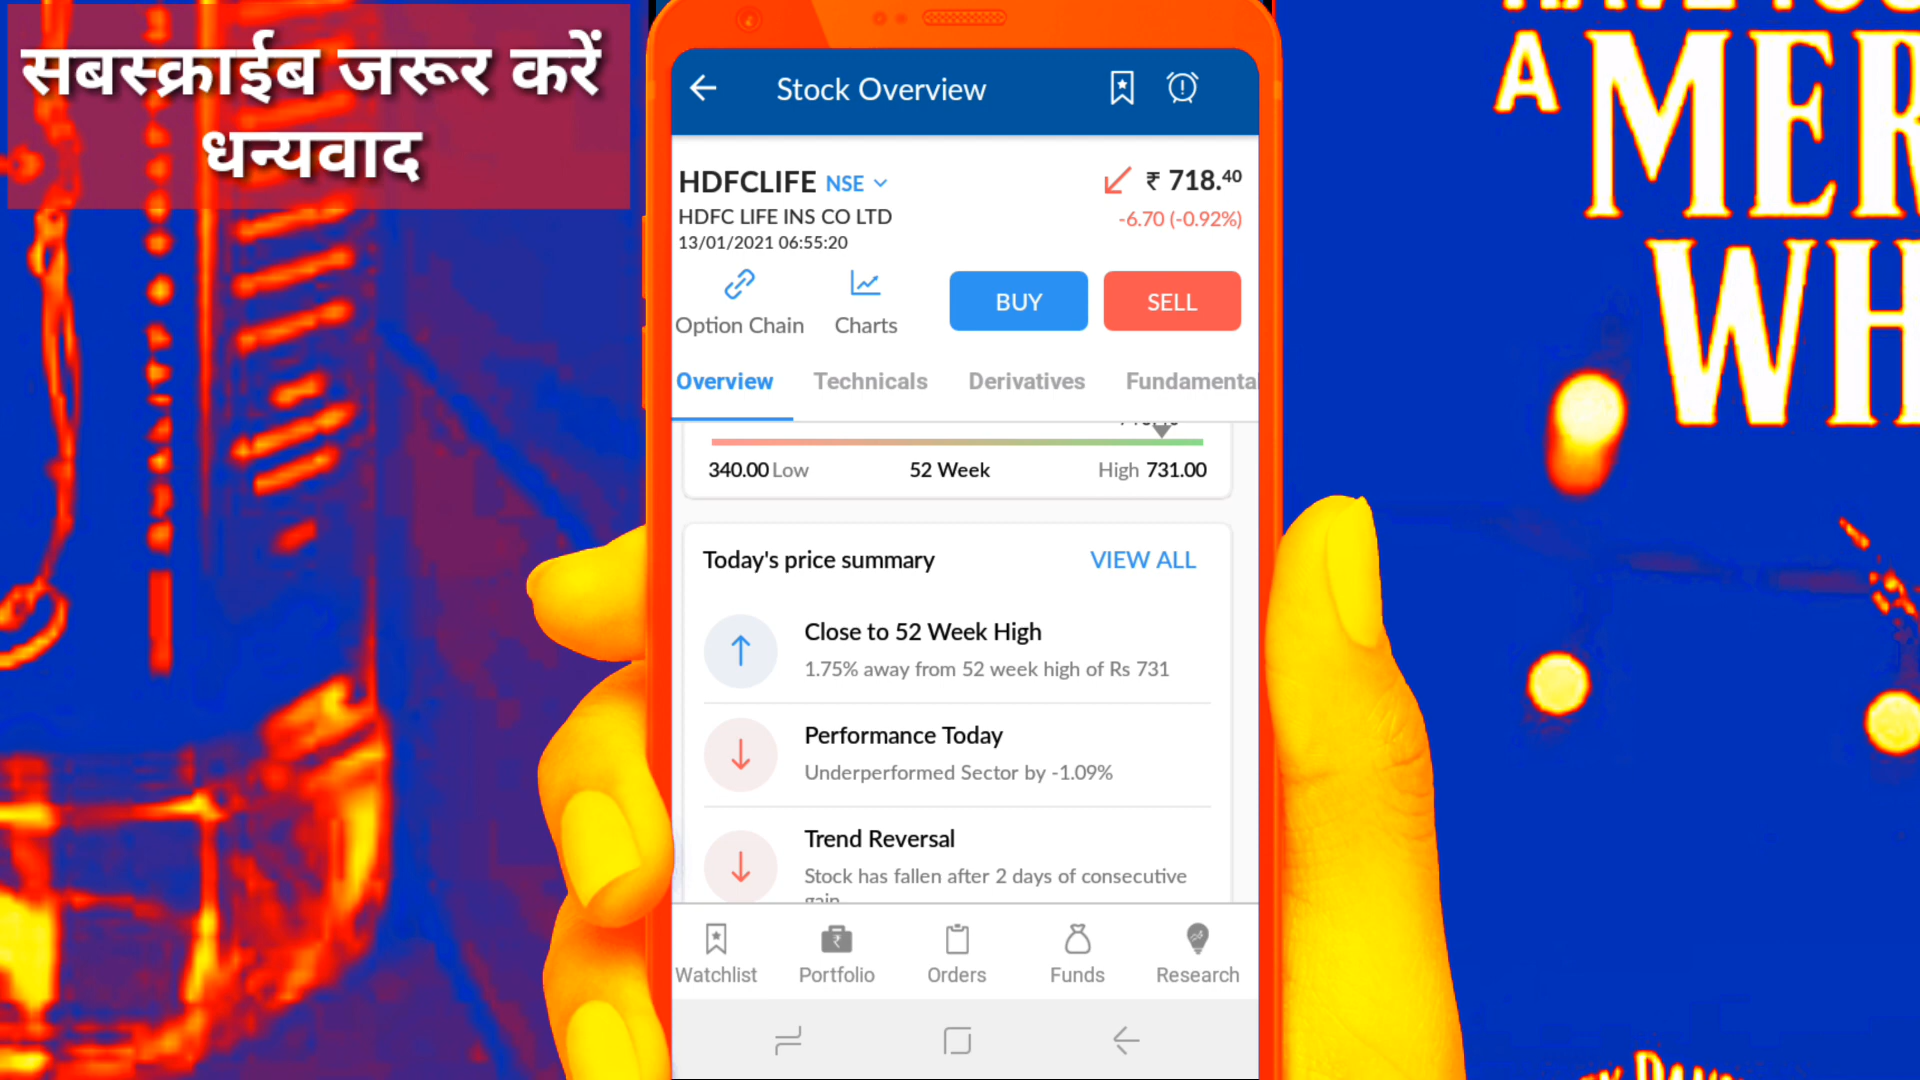 सबस्क्राईब जरूर करें
धन्यवाद
Stock Overview
HDFCLIFE NSE
₹ 718.40
HDFC LIFE INS CO LTD
-6.70 (-0.92%)
13/01/2021 06:55:20
Option Chain
Charts
BUY
SELL
Overview
Technicals
Derivatives
Fundamenta
340.00 Low
52 Week
High 731.00
Today's price summary
VIEW ALL
Close to 52 Week High
1.75% away from 52 week high of Rs 731
Performance Today
Underperformed Sector by -1.09%
Trend Reversal
Stock has fallen after 2 days of consecutive
gain
Watchlist
Portfolio
Orders
Funds
Research
A MER
WH